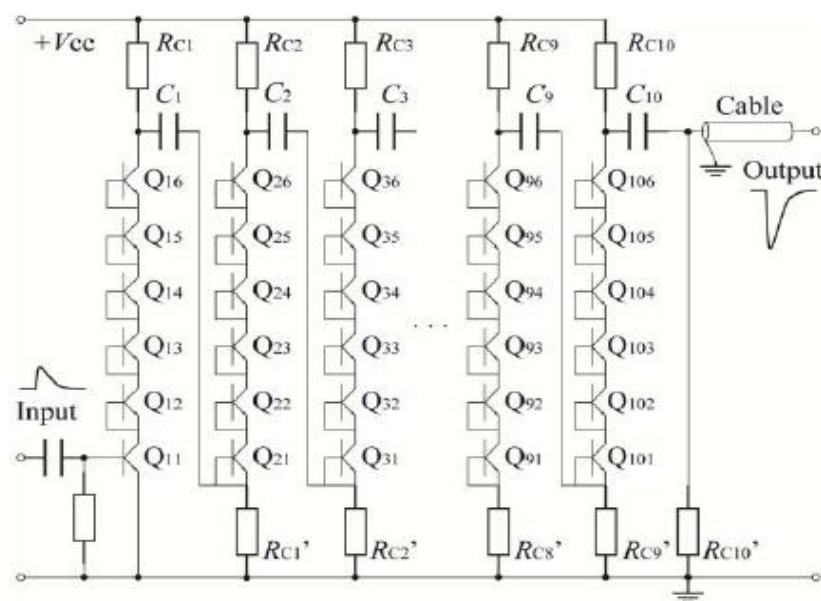 +Vcc RC1 RC2 RC3 RC9 RC10
C1 C2 C3 C9 C10 Cable
Q16 Q26 Q36 Q96 Q106 Output
Q15 Q25 Q35 Q95 Q105
Q14 Q24 Q34 Q94 Q104
. . .
Q13 Q23 Q33 Q93 Q103
Input Q12 Q22 Q32 Q92 Q102
Q11 Q21 Q31 Q91 Q101
RC1' RC2' RC8' RC9' RC10'